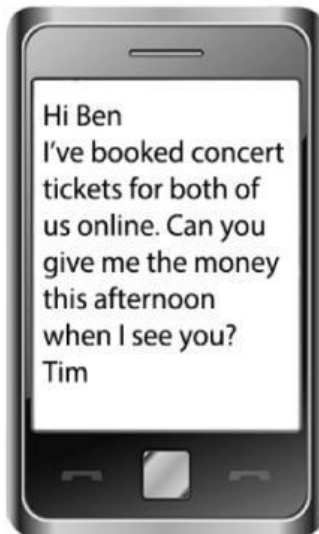 Hi Ben
I've booked concert
tickets for both of
us online. Can you
give me the money
this afternoon
when I see you?
Tim